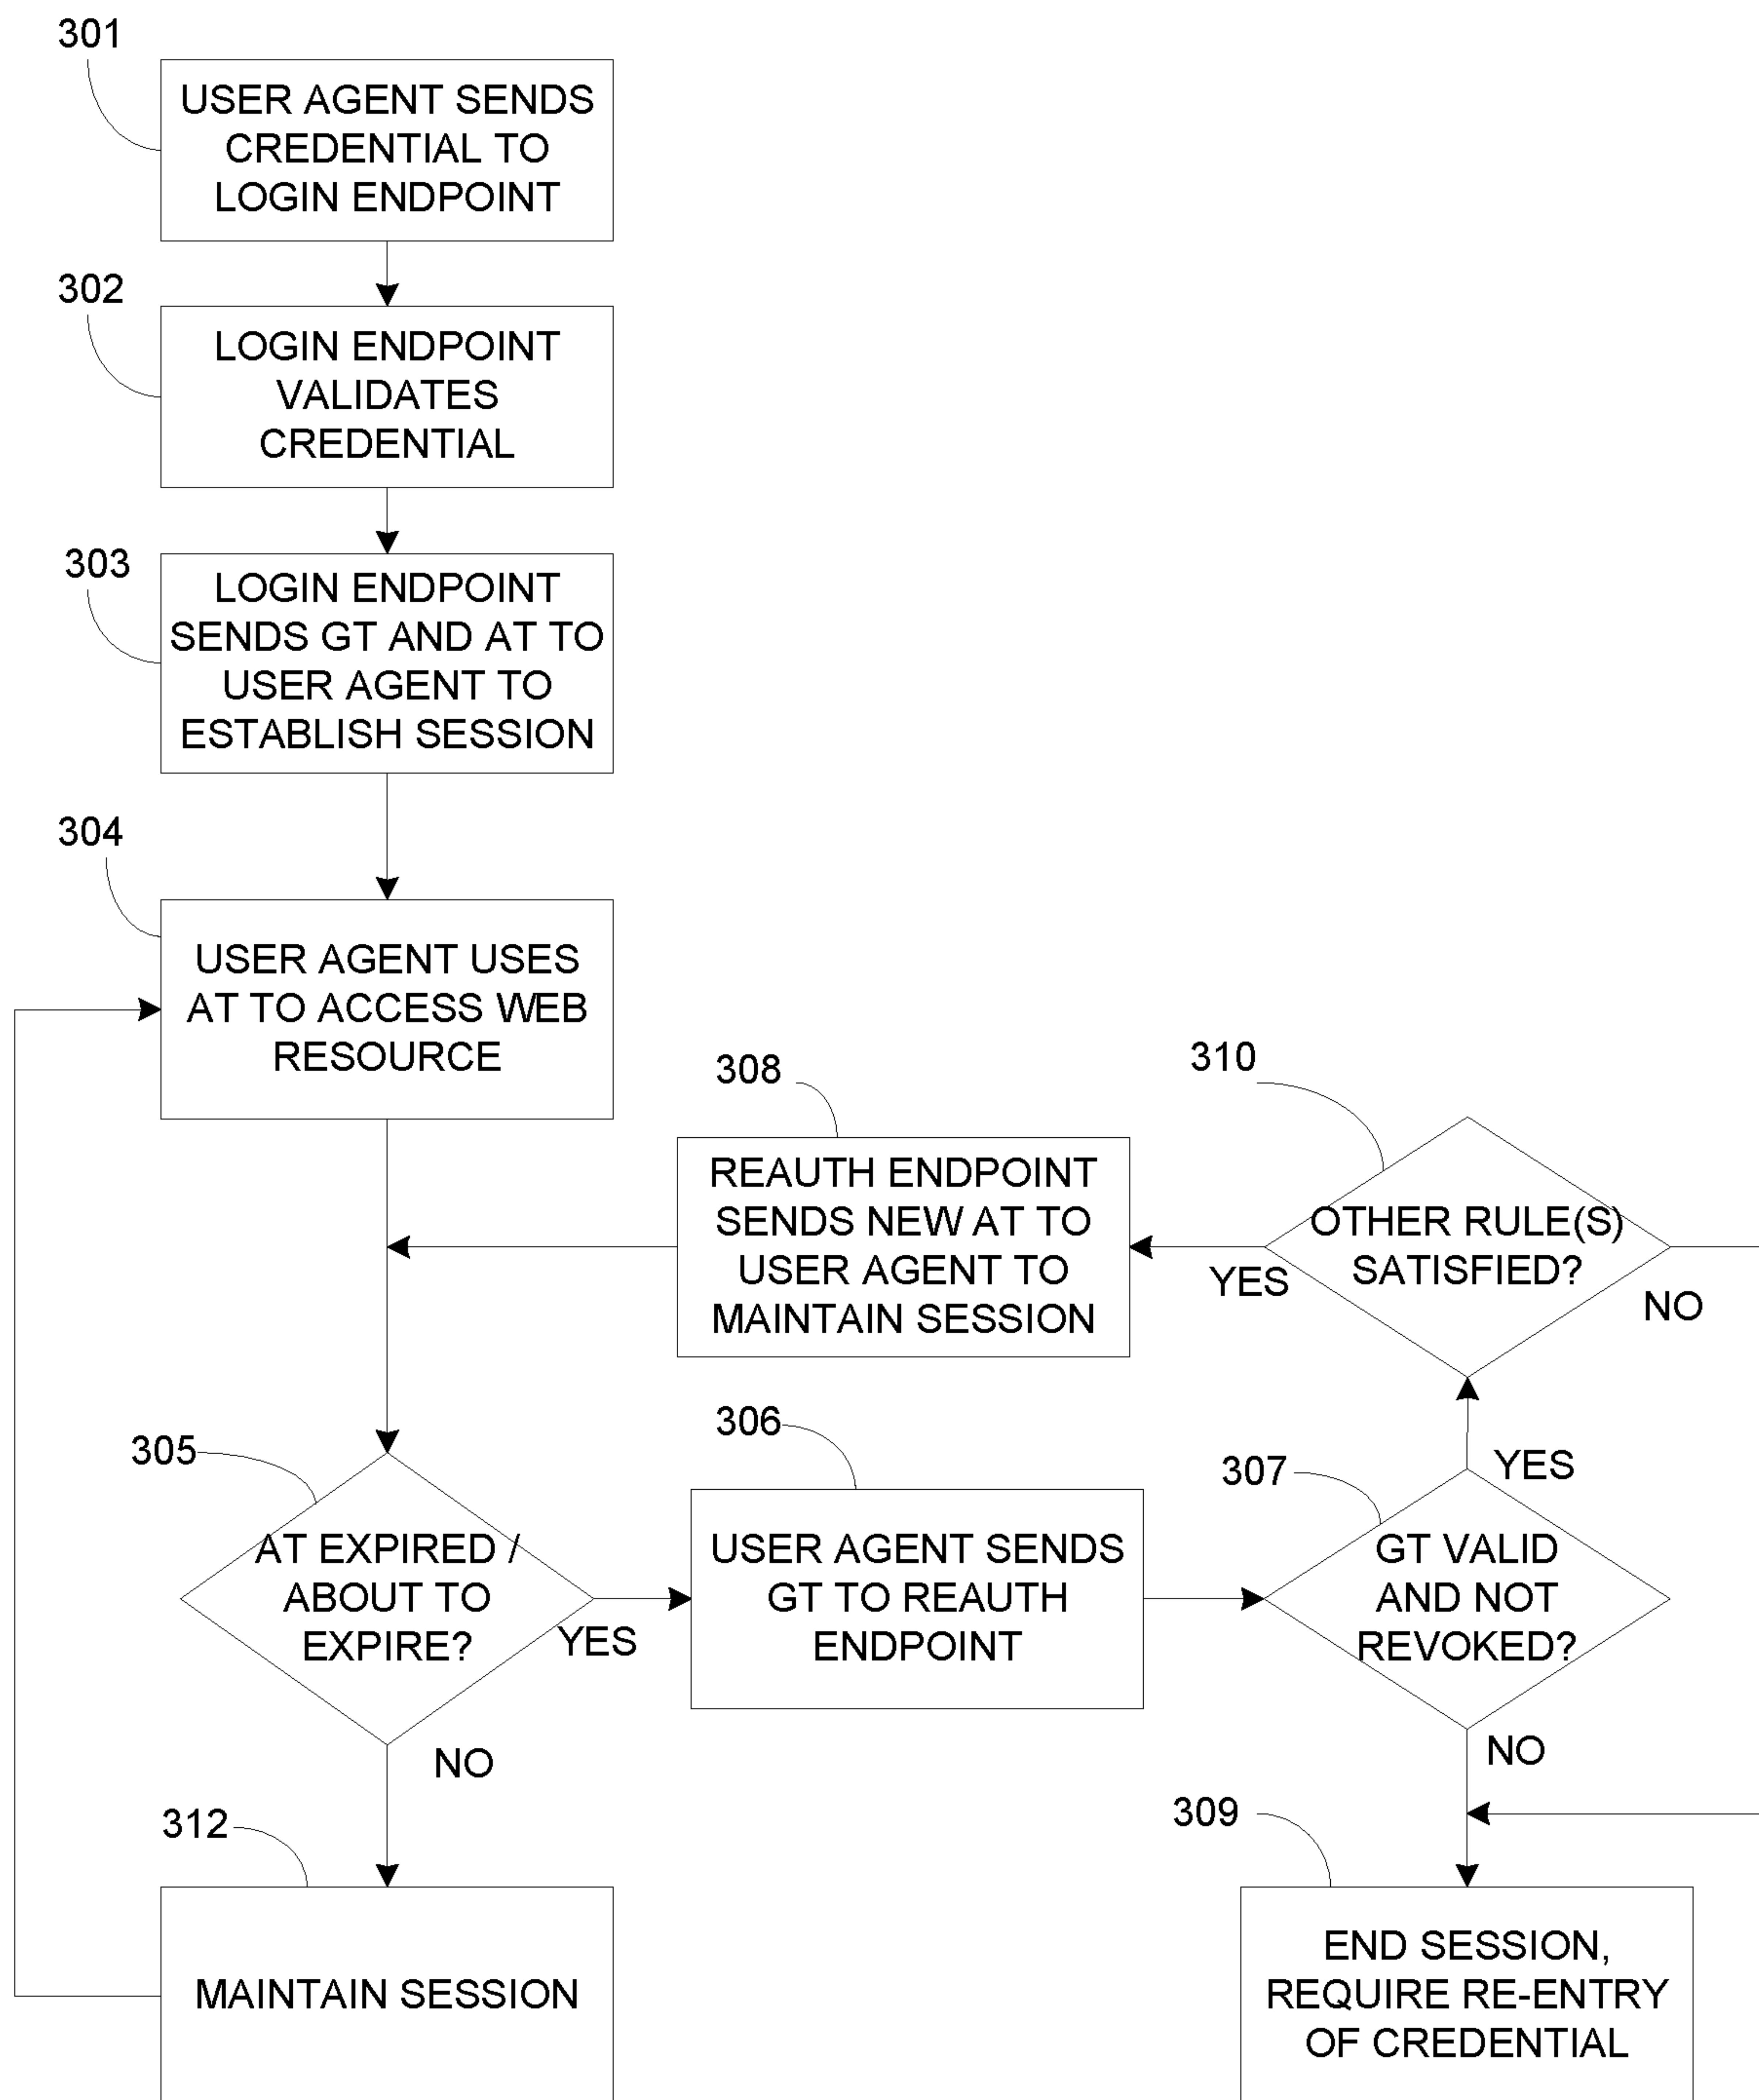 301
USER AGENT SENDS
CREDENTIAL TO
LOGIN ENDPOINT
302
LOGIN ENDPOINT
VALIDATES
CREDENTIAL
303
LOGIN ENDPOINT
SENDS GT AND AT TO
USER AGENT TO
ESTABLISH SESSION
304
USER AGENT USES
AT TO ACCESS WEB
RESOURCE
308
REAUTH ENDPOINT
SENDS NEW AT TO
USER AGENT TO
MAINTAIN SESSION
310
OTHER RULE(S)
SATISFIED?
YES
NO
305
AT EXPIRED /
ABOUT TO
EXPIRE?
YES
NO
306
USER AGENT SENDS
GT TO REAUTH
ENDPOINT
307
YES
GT VALID
AND NOT
REVOKED?
NO
312
MAINTAIN SESSION
309
END SESSION,
REQUIRE RE-ENTRY
OF CREDENTIAL